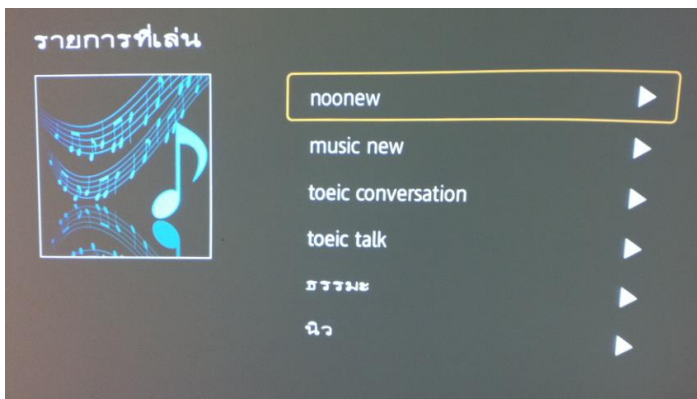 รายการที่เล่น
noonew
music new
toeic conversation
toeic talk
ธรรมะ
นิว